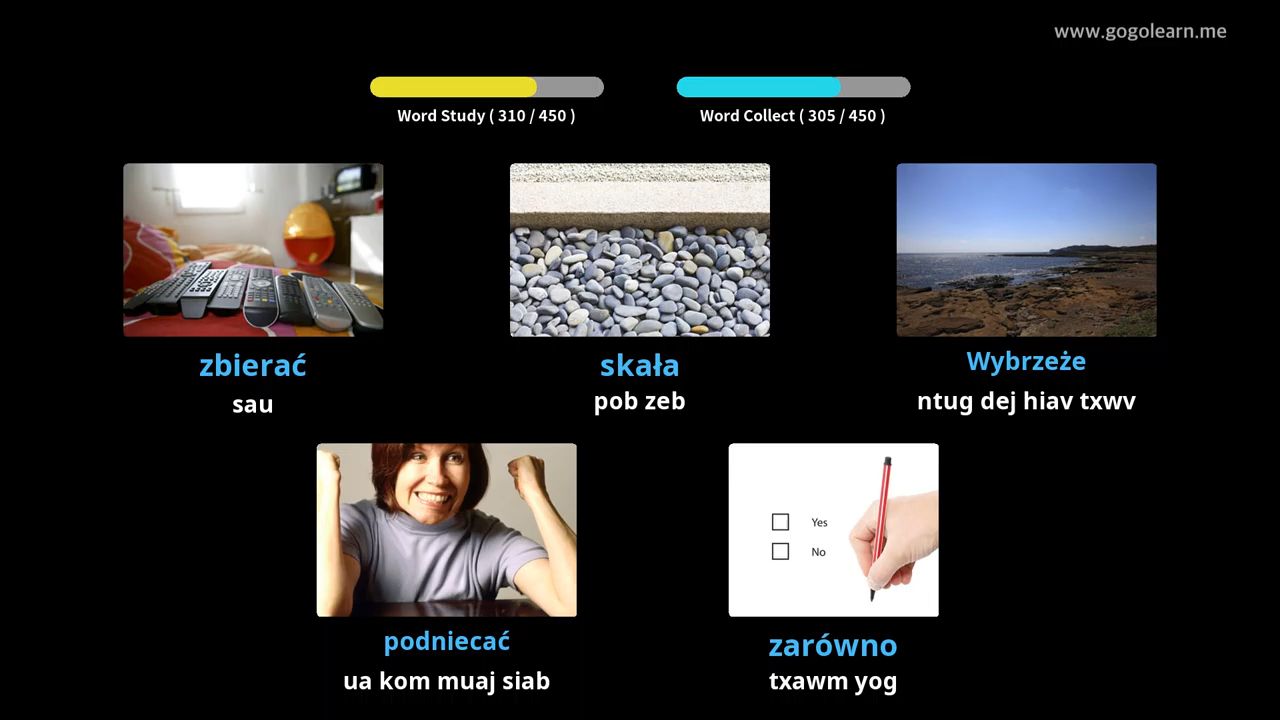 www.gogolearn.me
Word Study ( 310 / 450 )
Word Collect ( 305 / 450 )
zbierać
sau
skała
pob zeb
Wybrzeże
ntug dej hiav txwv
Yes
No
podniecać
ua kom muaj siab
zarówno
txawm yog